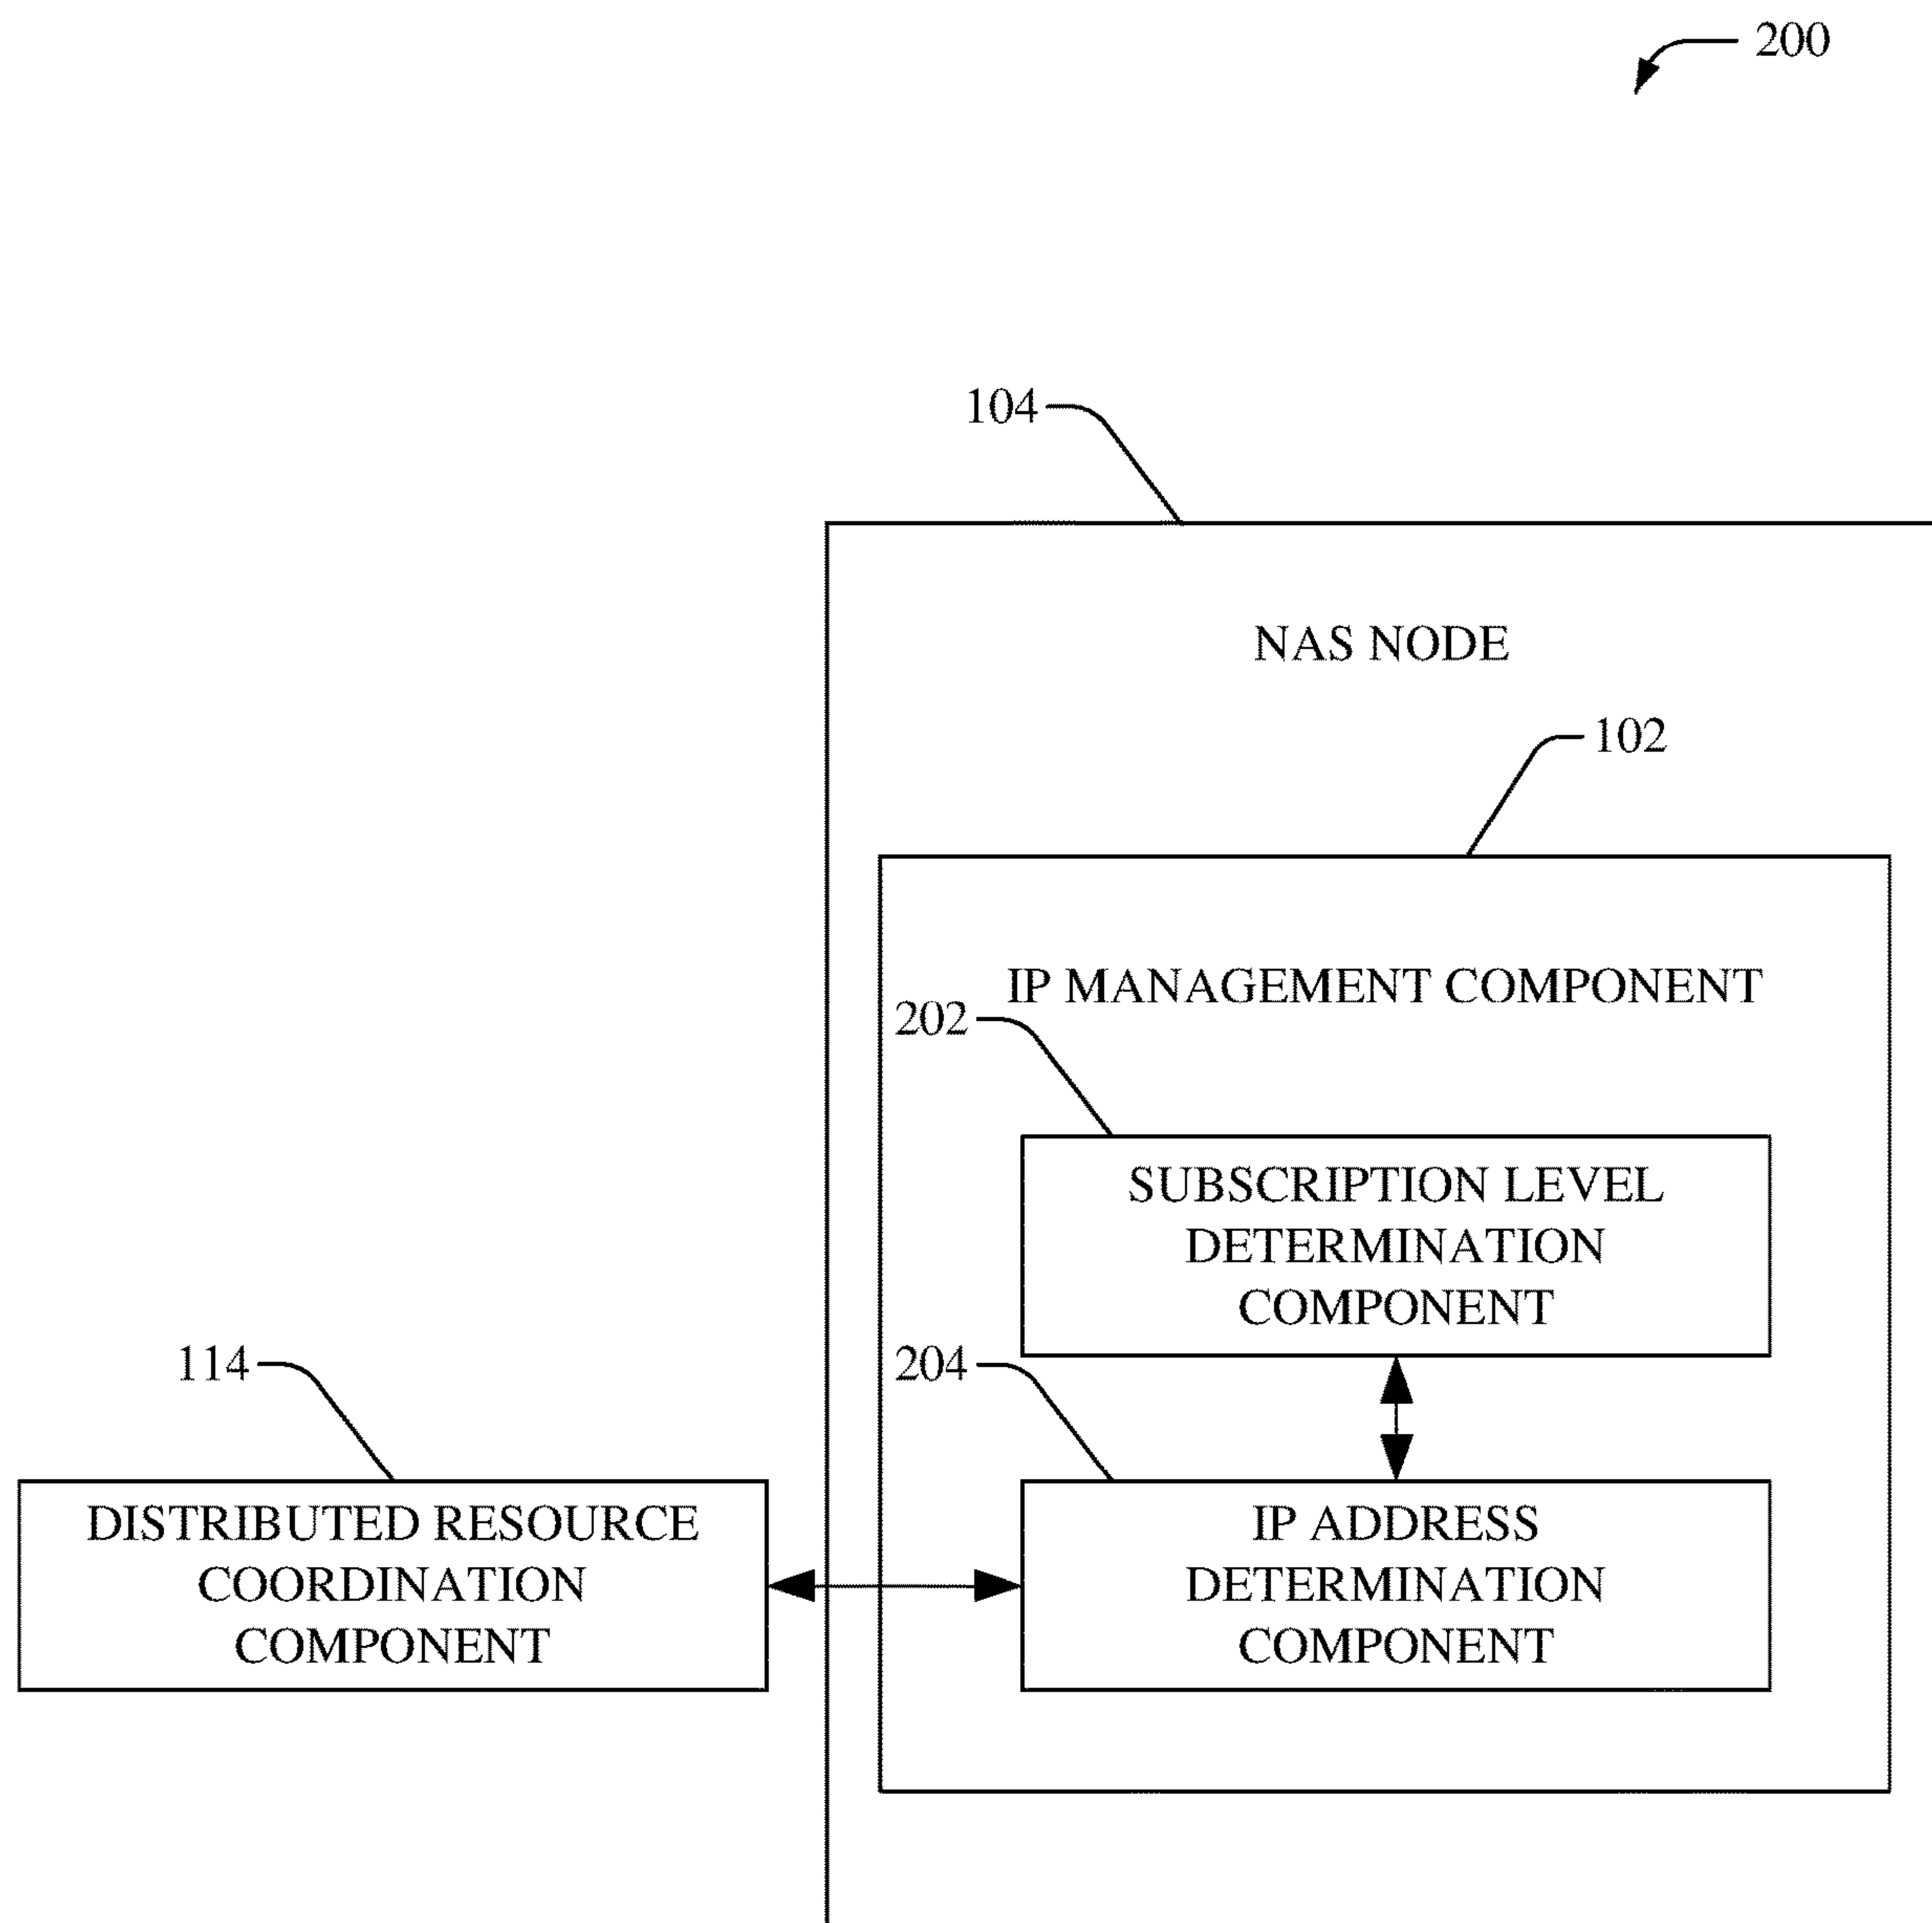 200
104
NAS NODE
102
IP MANAGEMENT COMPONENT
202
SUBSCRIPTION LEVEL
DETERMINATION
COMPONENT
114
204
DISTRIBUTED RESOURCE
COORDINATION
COMPONENT
IP ADDRESS
DETERMINATION
COMPONENT